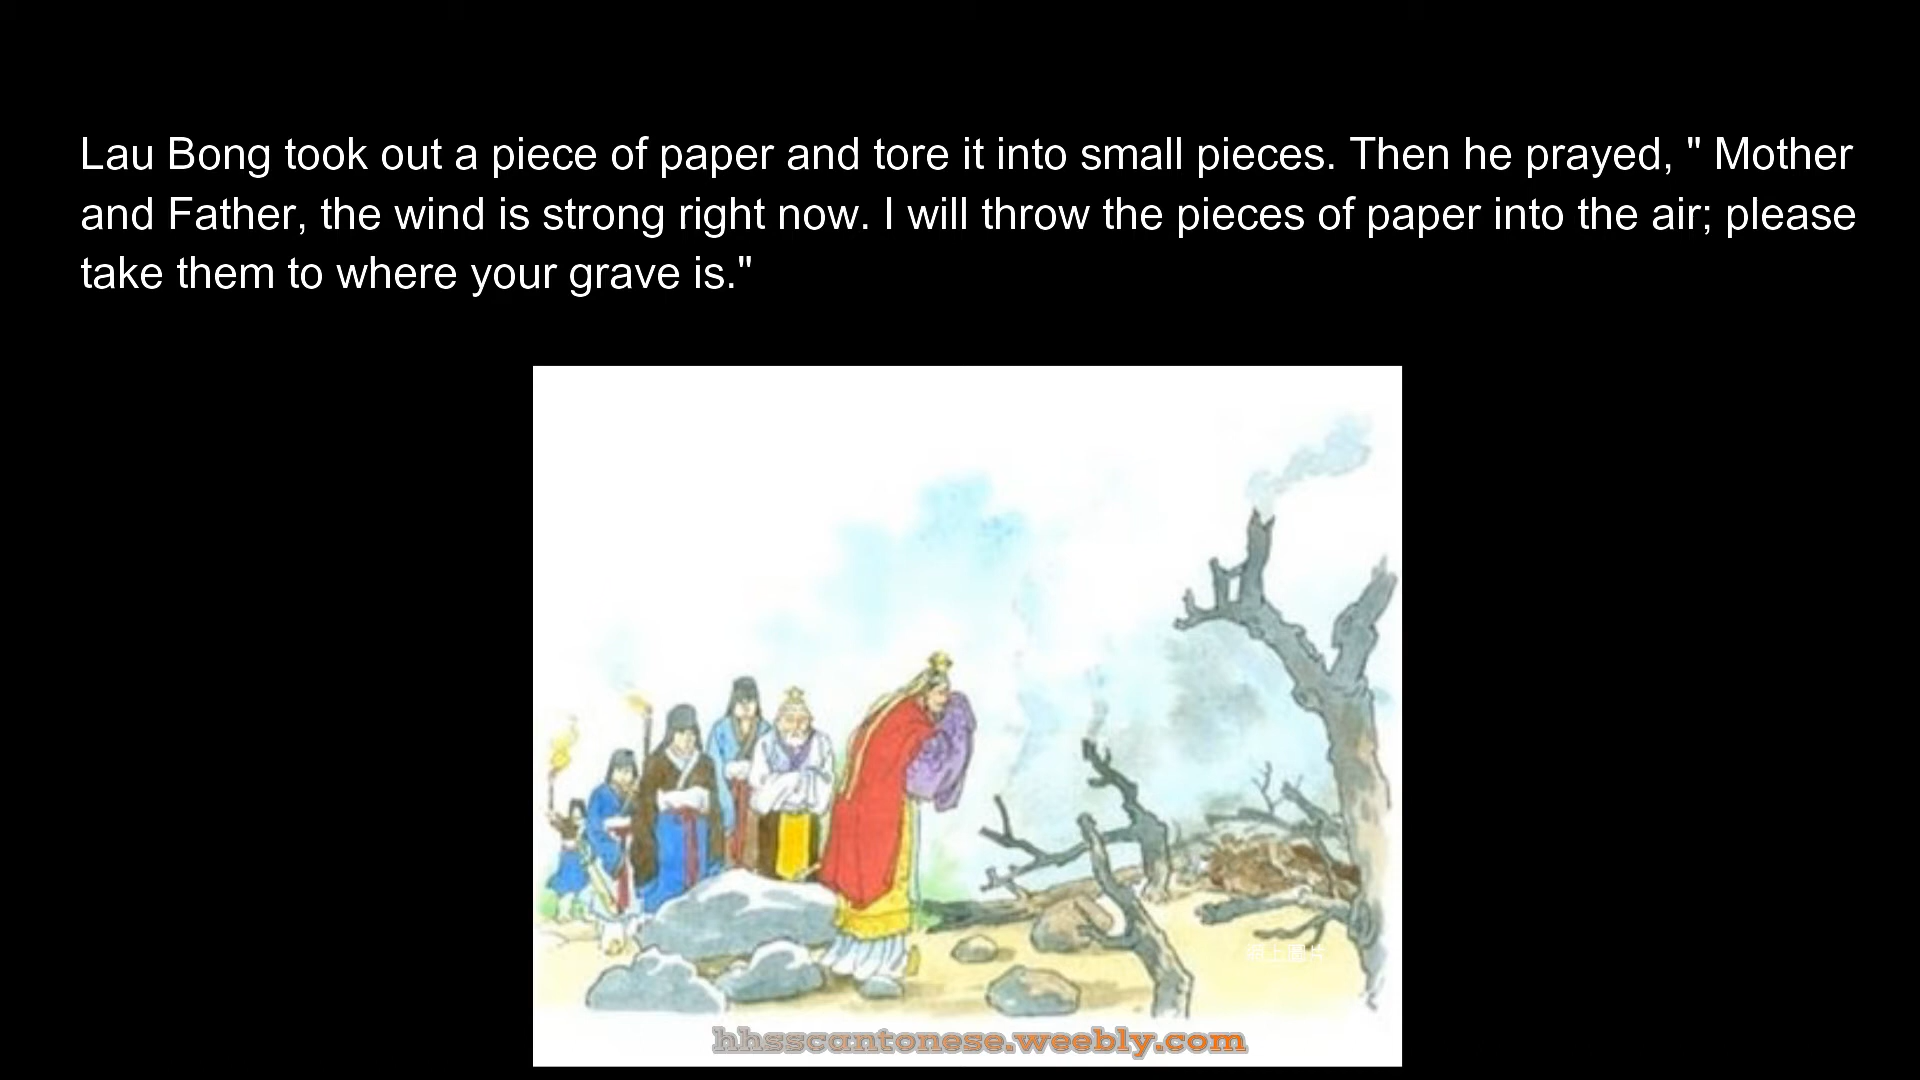 Lau Bong took out a piece of paper and tore it into small pieces. Then he prayed, " Mother
and Father, the wind is strong right now. I will throw the pieces of paper into the air; please
take them to where your grave is."
hhsscantonese.weebly.com